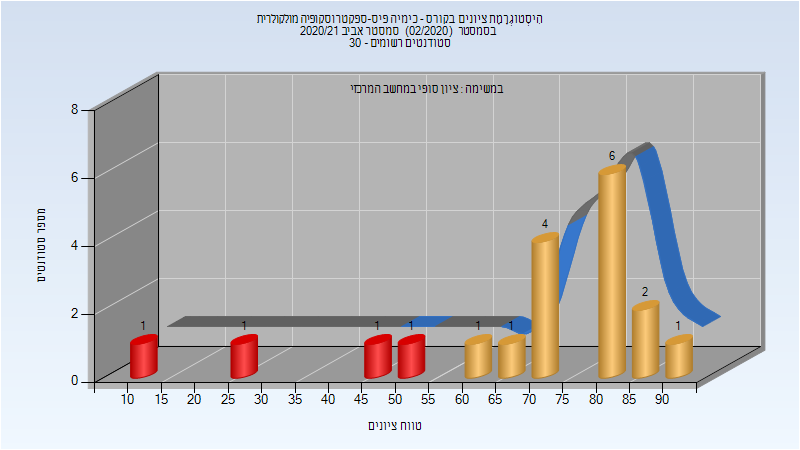 היסטוגרמת ציונים בקורס - כימיה פיס-ספקטרוסקופיה מולקולרית
בסמסטר (02/2020) סמסטר אביב 2020/21
סטודנטים רשומים - 30
במשימה : ציון סופי במחשב המרכזי
מספר סטודנטים
8
6
4
2
0
1
1
1
1
1
1
4
6
2
1
10 15 20 25 30 35 40 45 50 55 60 65 70 75 80 85 90
טווח ציונים